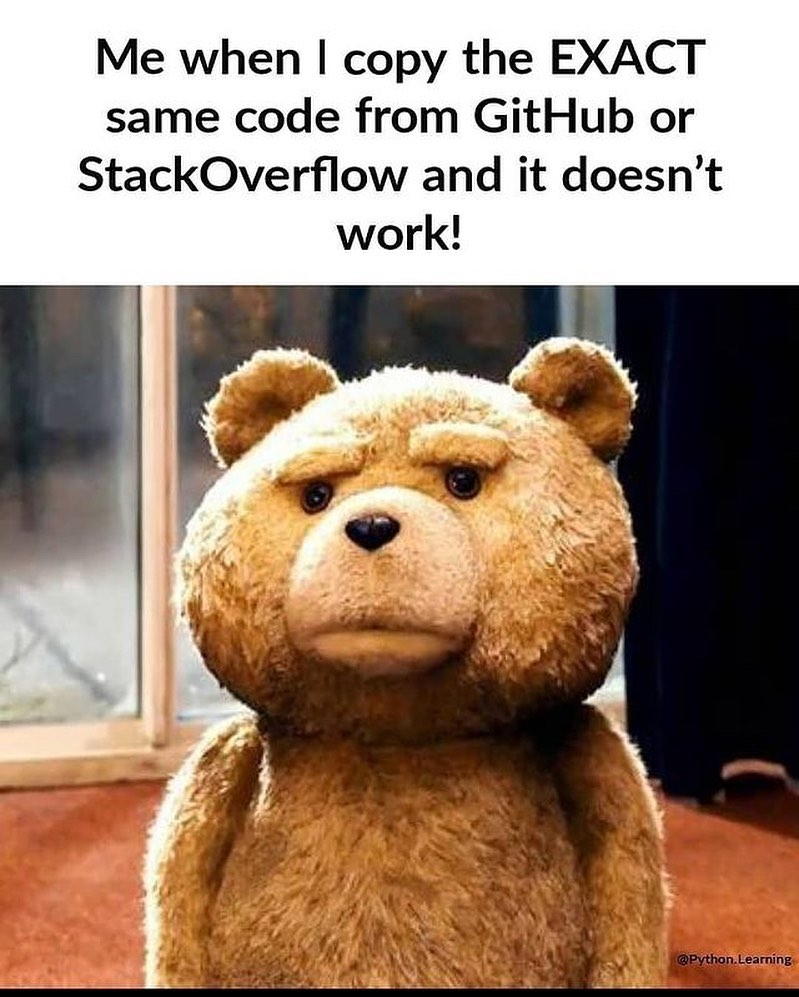 Me when I copy the EXACT
same code from GitHub or
StackOverflow and it doesn’t
work!
@Python.Learning